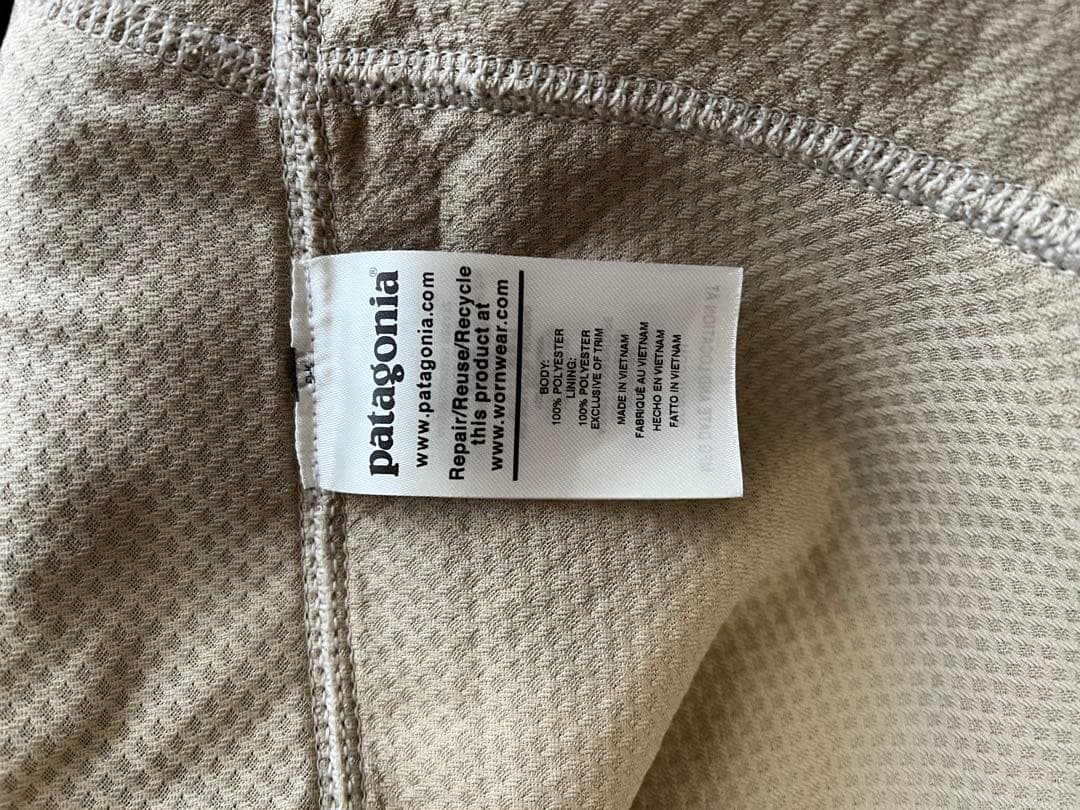 patagonia®
www.patagonia.com
Repair/Reuse/Recycle
this product at
www.wornwear.com
BODY:
100% POLYESTER
LINING:
100% POLYESTER
EXCLUSIVE OF TRIM
MADE IN VIETNAM
FABRIQUÉ AU VIETNAM
HECHO EN VIETNAM
FATTO IN VIETNAM